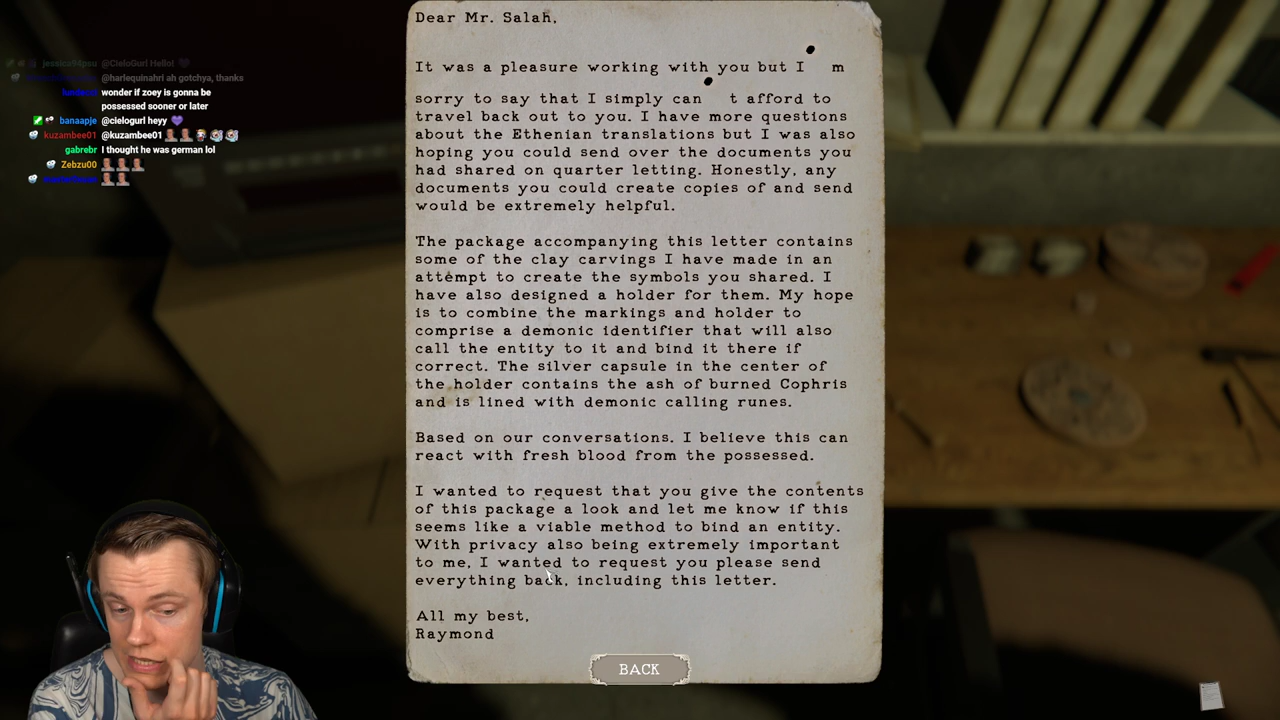 jessica94psu @CieloGurl Hello!
@harlequinahri ah gotchya, thanks
wonder if zoey is gonna be
possessed sooner or later
banaapje: @cielogurl heyy
kuzambee01: @kuzambee01
gabrebr: I thought he was german lol
Zebzu00:
Dear Mr. Salah,
It was a pleasure working with you but I m
sorry to say that I simply can t afford to
travel back out to you. I have more questions
about the Ethenian translations but I was also
hoping you could send over the documents you
had shared on quarter letting. Honestly, any
documents you could create copies of and send
would be extremely helpful.
The package accompanying this letter contains
some of the clay carvings I have made in an
attempt to create the symbols you shared. I
have also designed a holder for them. My hope
is to combine the markings and holder to
comprise a demonic identifier that will also
call the entity to it and bind it there if
correct. The silver capsule in the center of
the holder contains the ash of burned Cophris
and is lined with demonic calling runes.
Based on our conversations. I believe this can
react with fresh blood from the possessed.
I wanted to request that you give the contents
of this package a look and let me know if this
seems like a viable method to bind an entity.
With privacy also being extremely important
to me, I wanted to request you please send
everything back, including this letter.
All my best,
Raymond
BACK